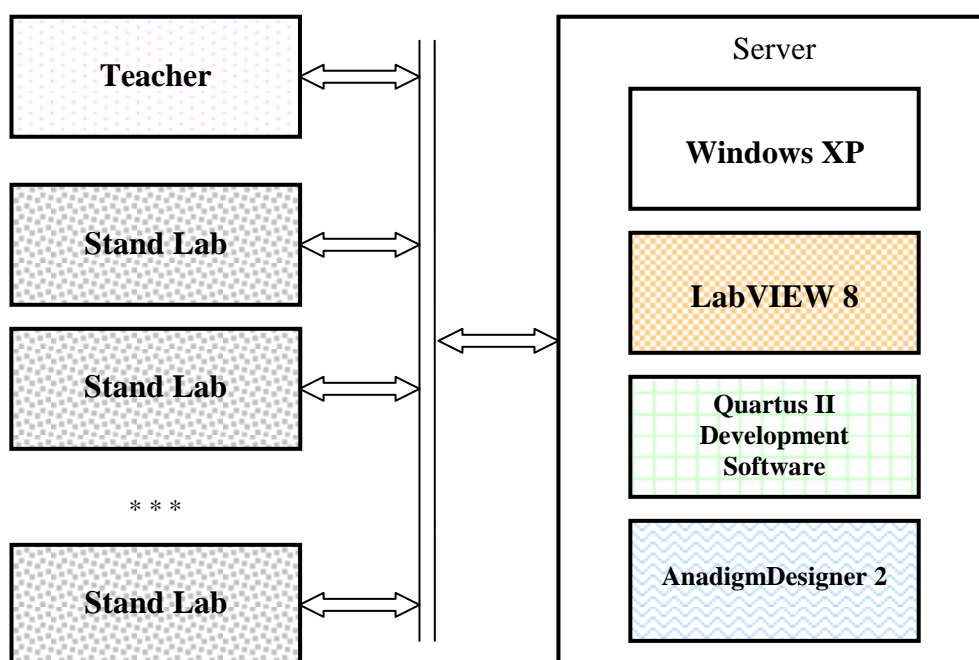 Teacher
Stand Lab
Stand Lab
* * *
Stand Lab
Server
Windows XP
LabVIEW 8
Quartus II
Development
Software
AnadigmDesigner 2